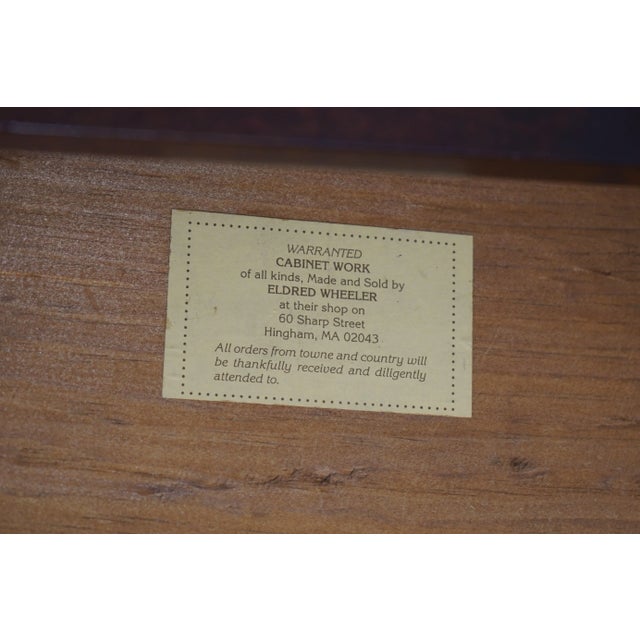 WARRANTED
CABINET WORK
of all kinds, Made and Sold by
ELDRED WHEELER
at their shop on
60 Sharp Street
Hingham, MA 02043
All orders from towne and country will
be thankfully received and diligently
attended to.